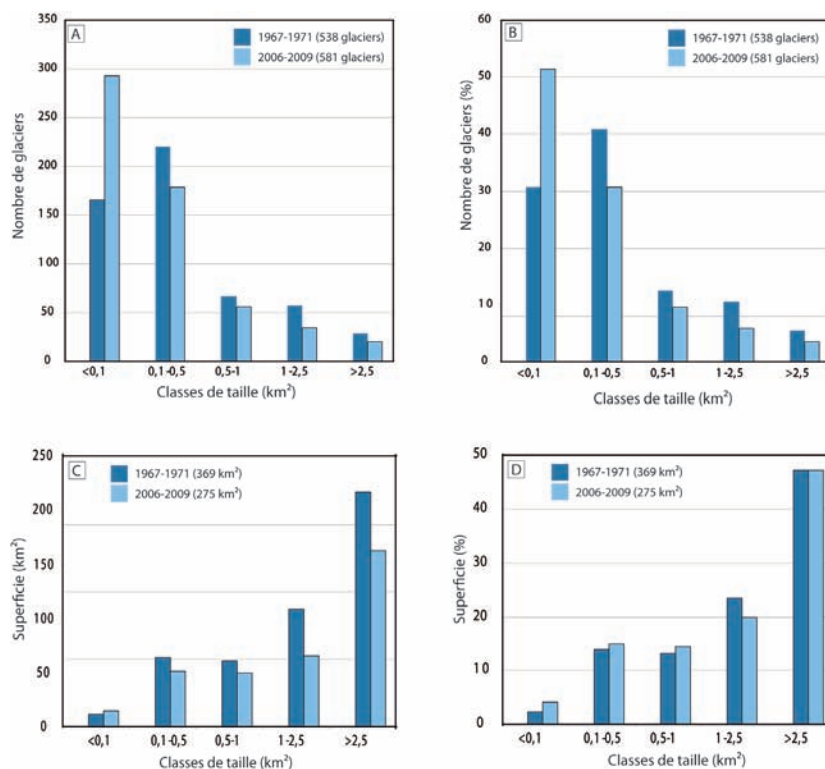 A
1967-1971 (538 glaciers)
2006-2009 (581 glaciers)
Nombre de glaciers
350
300
250
200
150
1 00
50
0
<0,1
0,1 -0,5
0,5-1
1 -2,5
>2,5
Classes de taille (km²)
B
1967-1971 (538 glaciers)
2006-2009 (581 glaciers)
Nombre de glaciers (%)
60
50
40
30
20
10
0
<0,1
0,1 -0,5
0,5-1
1 -2,5
>2,5
Classes de taille (km²)
C
1967-1971 (369 km²)
2006-2009 (275 km²)
Superficie (km²)
250
200
150
100
50
0
<0,1
0,1-0,5
0,5-1
1-2,5
>2,5
Classes de taille (km²)
D
1967-1971 (369 km²)
2006-2009 (275 km²)
Superficie (%)
50
40
30
20
10
0
<0,1
0,1-0,5
0,5-1
1-2,5
>2,5
Classes de taille (km²)